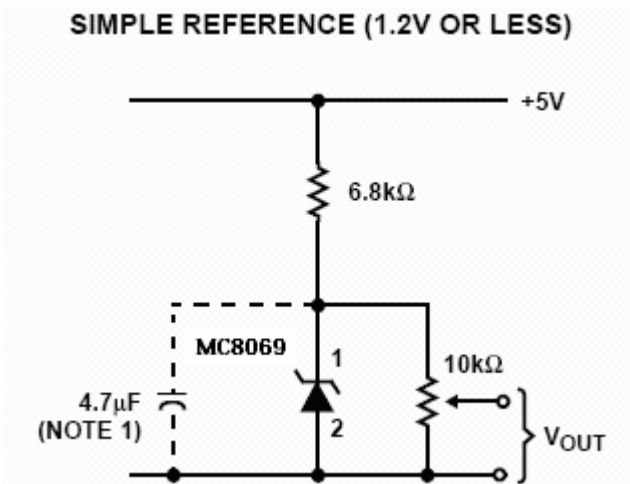 SIMPLE REFERENCE (1.2V OR LESS)
+5V
6.8kΩ
MC8069
1
10kΩ
4.7μF
(NOTE 1)
2
VOUT